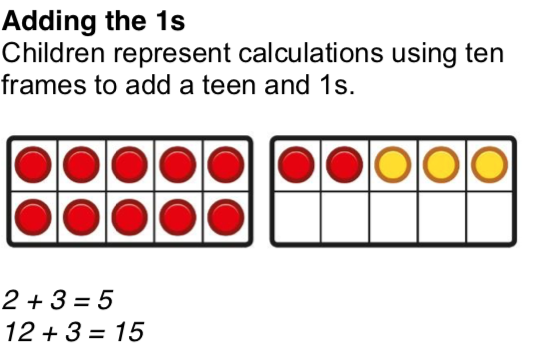 Adding the 1s
Children represent calculations using ten
frames to add a teen and 1s.
2 + 3 = 5
12 + 3 = 15